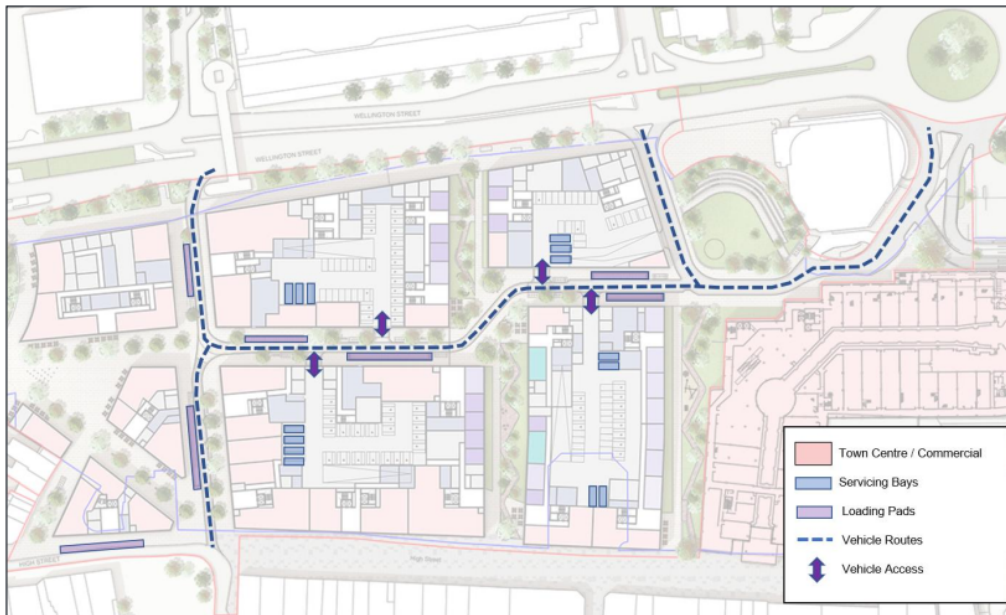 WELLINGTON STREET
WELLINGTON STREET
HIGH STREET
High Street
Town Centre / Commercial
Servicing Bays
Loading Pads
Vehicle Routes
Vehicle Access